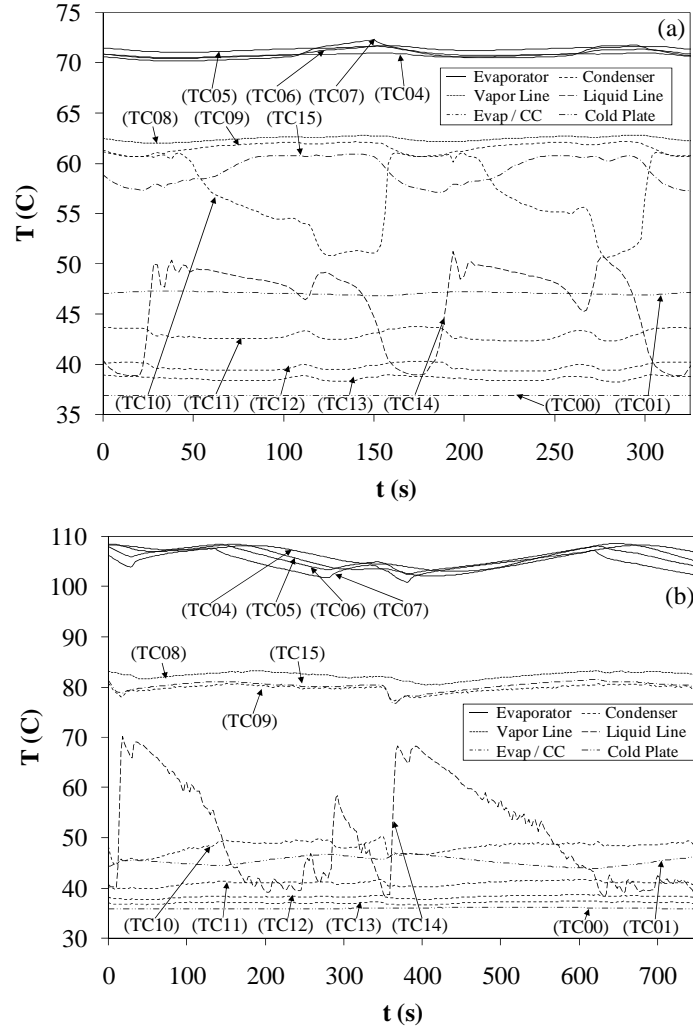 (a)
75
70
65
60
55
50
45
40
35
T (C)
(TC05)
(TC06)
(TC07)
(TC04)
(TC08)
(TC09)
(TC15)
Evaporator
Condenser
Vapor Line
Liquid Line
Evap / CC
Cold Plate
(TC10)
(TC11)
(TC12)
(TC13)
(TC14)
(TC00)
(TC01)
0 50 100 150 200 250 300
t (s)
(b)
110
100
90
80
70
60
50
40
30
T (C)
(TC04)
(TC05)
(TC06)
(TC07)
(TC08)
(TC15)
(TC09)
Evaporator
Condenser
Vapor Line
Liquid Line
Evap / CC
Cold Plate
(TC10)
(TC11)
(TC12)
(TC13)
(TC14)
(TC00)
(TC01)
0 100 200 300 400 500 600 700
t (s)